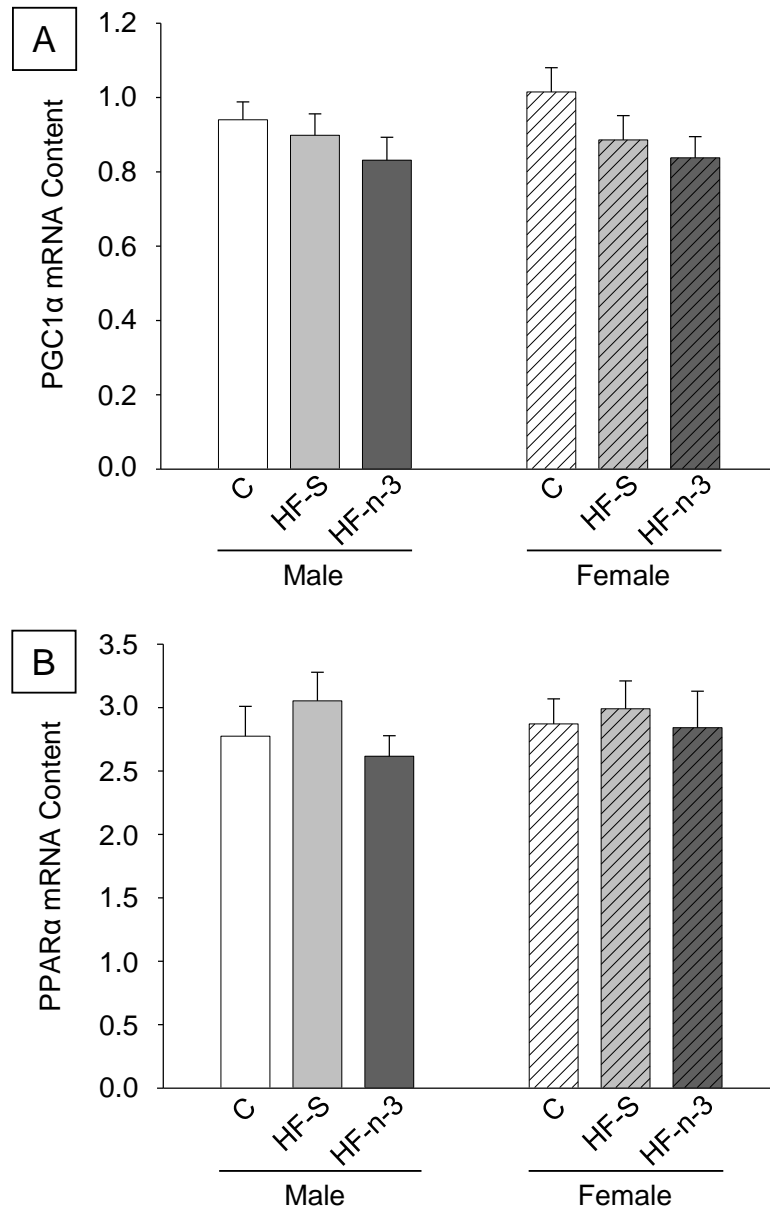 A
PGC1α mRNA Content
1.2
1.0
0.8
0.6
0.4
0.2
0.0
C HF-S HF-n-3 C HF-S HF-n-3
Male Female
B
PPARα mRNA Content
3.5
3.0
2.5
2.0
1.5
1.0
0.5
0.0
C HF-S HF-n-3 C HF-S HF-n-3
Male Female